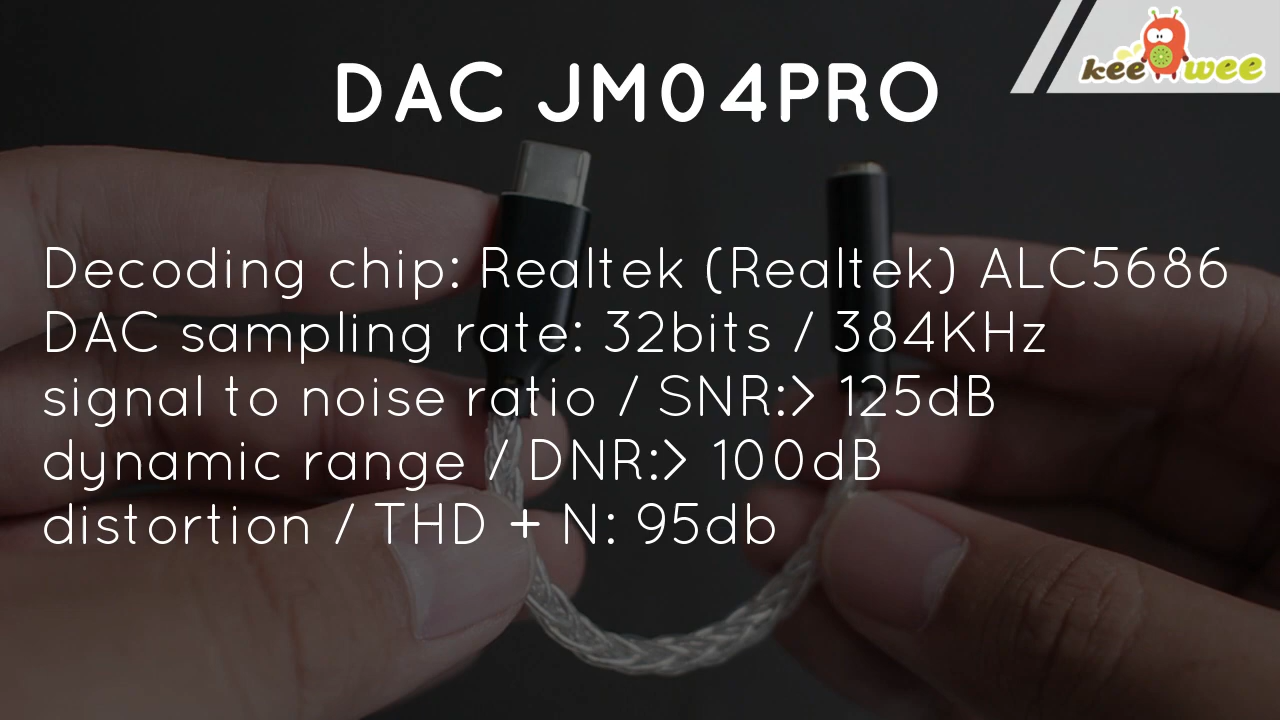 DAC JM04PRO
keewee
Decoding chip: Realtek (Realtek) ALC5686
DAC sampling rate: 32bits / 384KHz
signal to noise ratio / SNR:> 125dB
dynamic range / DNR:> 100dB
distortion / THD + N: 95db